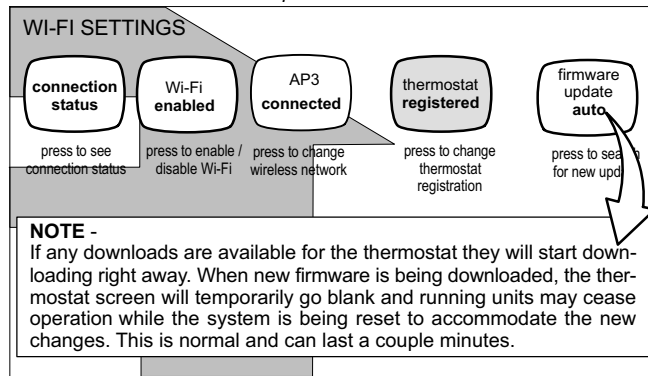 WI-FI SETTINGS
connection
status
Wi-Fi
enabled
AP3
connected
thermostat
registered
firmware
update
auto
press to see
connection status
press to enable /
disable Wi-Fi
press to change
wireless network
press to change
thermostat
registration
press to
for new
NOTE -
If any downloads are available for the thermostat they will start down-
loading right away. When new firmware is being downloaded, the ther-
mostat screen will temporarily go blank and running units may cease
operation while the system is being reset to accommodate the new
changes. This is normal and can last a couple minutes.